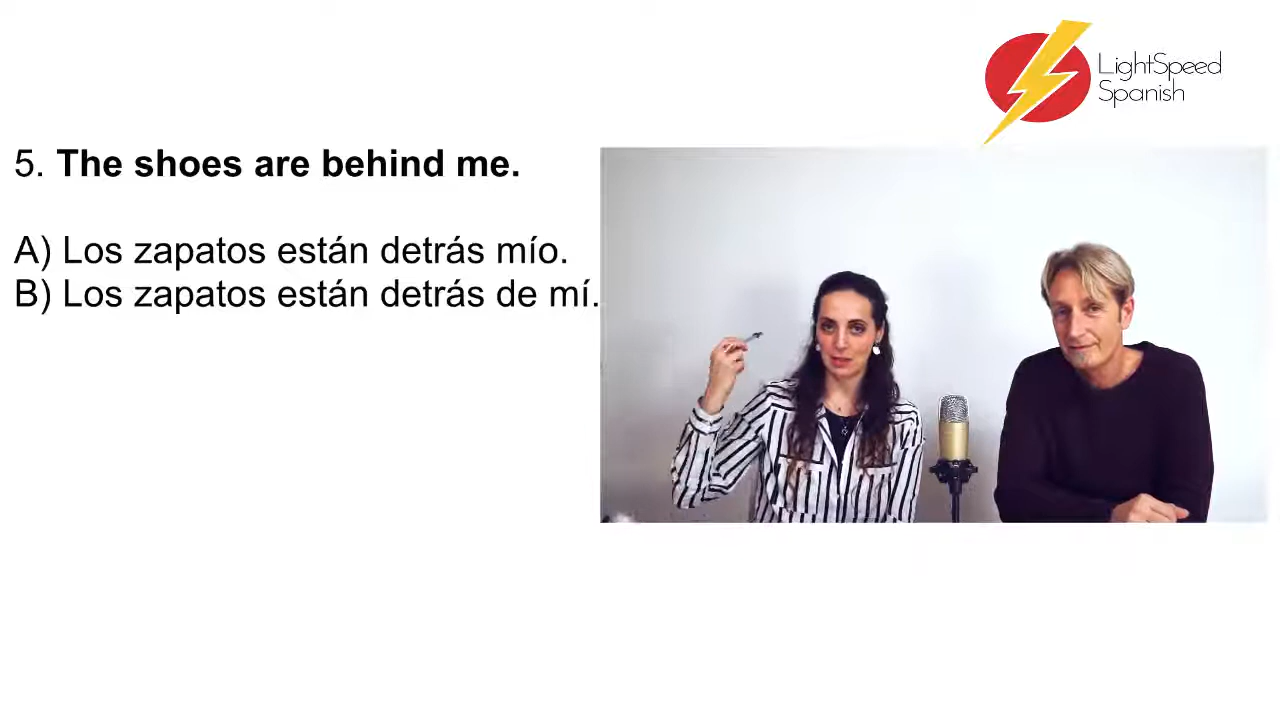 LightSpeed
Spanish
5. The shoes are behind me.
A) Los zapatos están detrás mío.
B) Los zapatos están detrás de mí.